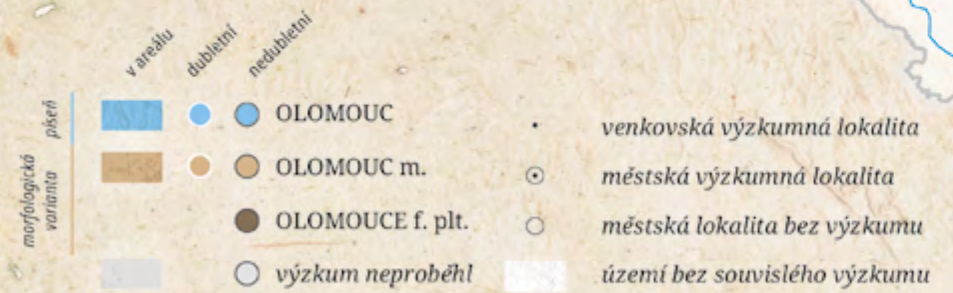 v areálu
dubletní
nedubletní
píseň
OLOMOUC
morfologická
varianta
OLOMOUC m.
OLOMOUCE f. plt.
výzkum neproběhl
venkovská výzkumná lokalita
městská výzkumná lokalita
městská lokalita bez výzkumu
území bez souvislého výzkumu